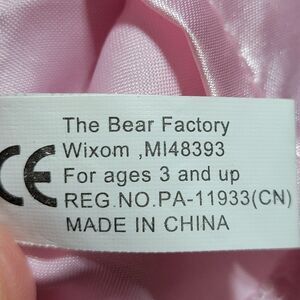 The Bear Factory
Wixom ,MI48393
CE For ages 3 and up
REG.NO.PA-11933(CN)
MADE IN CHINA